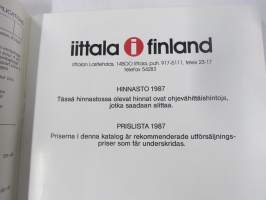 iittala i finland
Iittalan Lasitehdas, 14500 Iittala, puh. 917-5111, telex 23-17
telefax 54283
HINNASTO 1987
Tässä hinnastossa olevat hinnat ovat ohjevähittäishintoja,
jotka saadaan alittaa.
PRISLISTA 1987
Priserna i denna katalog är rekommenderade utförsäljnings-
priser som får underskridas.